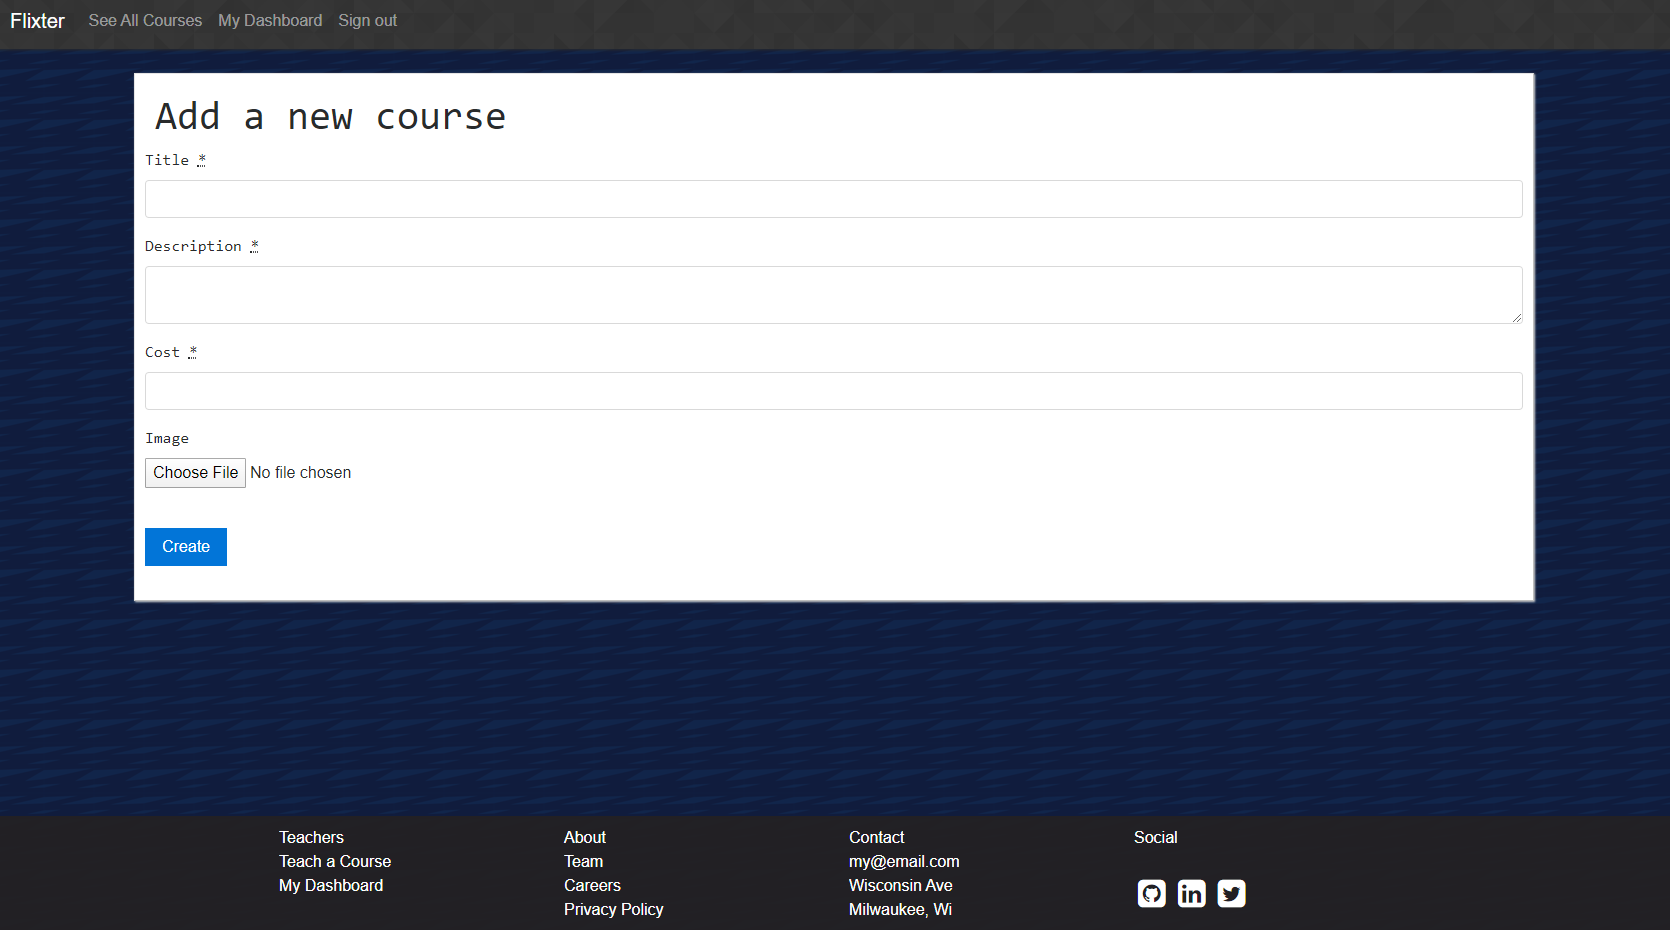 Flixter See All Courses My Dashboard Sign out
Add a new course
Title *
Description *
Cost *
Image
Choose File No file chosen
Create
Teachers
Teach a Course
My Dashboard
About
Team
Careers
Privacy Policy
Contact
my@email.com
Wisconsin Ave
Milwaukee, Wi
Social
in